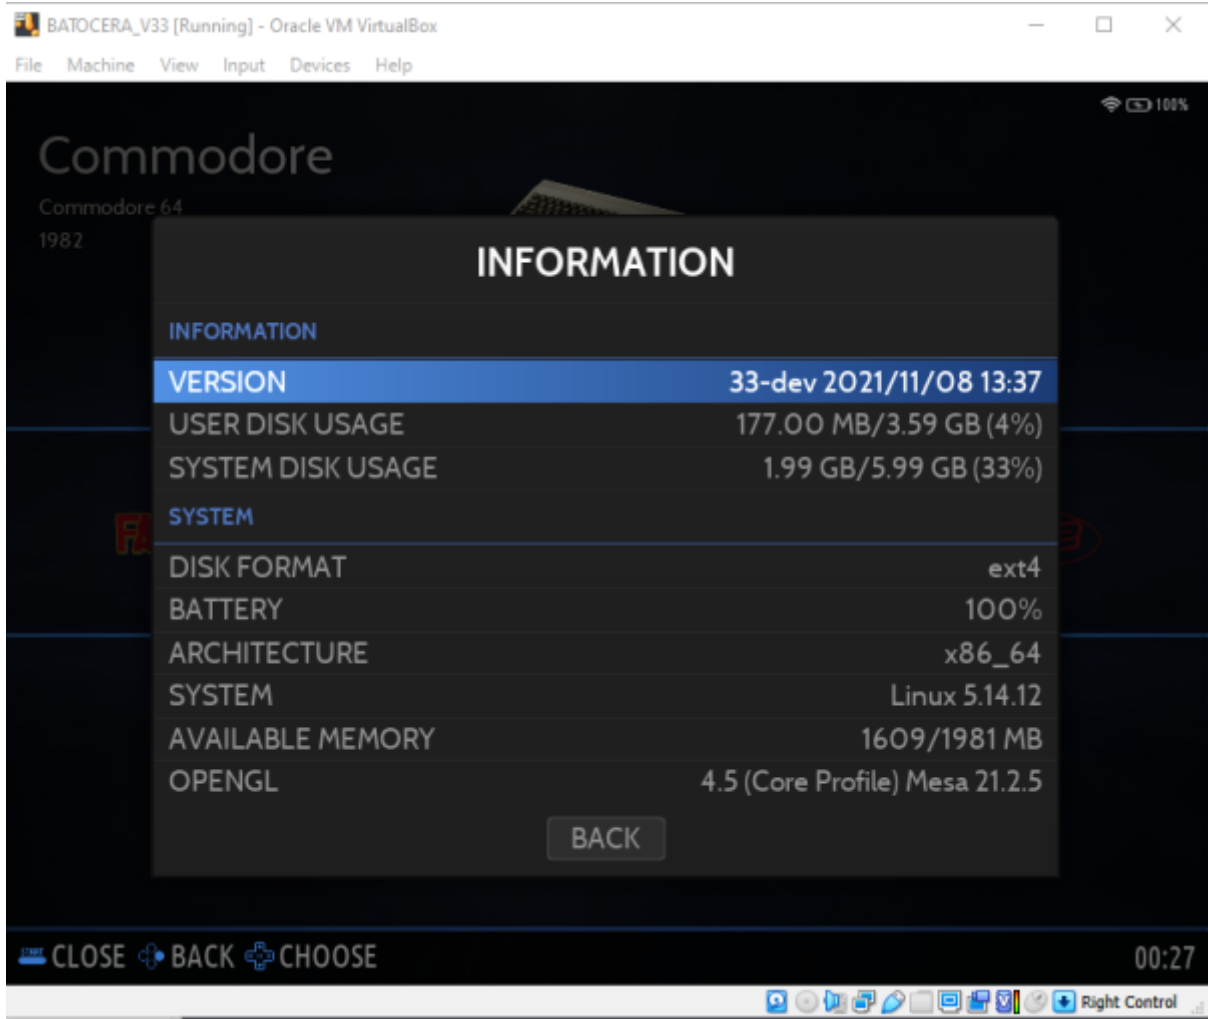 BATOCERA_V33 [Running] - Oracle VM VirtualBox
File Machine View Input Devices Help
100%
Commodore
Commodore 64
1982
INFORMATION
INFORMATION
VERSION 33-dev 2021/11/08 13:37
USER DISK USAGE 177.00 MB/3.59 GB (4%)
SYSTEM DISK USAGE 1.99 GB/5.99 GB (33%)
SYSTEM
DISK FORMAT ext4
BATTERY 100%
ARCHITECTURE x86_64
SYSTEM Linux 5.14.12
AVAILABLE MEMORY 1609/1981 MB
OPENGL 4.5 (Core Profile) Mesa 21.2.5
BACK
START CLOSE BACK CHOOSE 00:27
Right Control